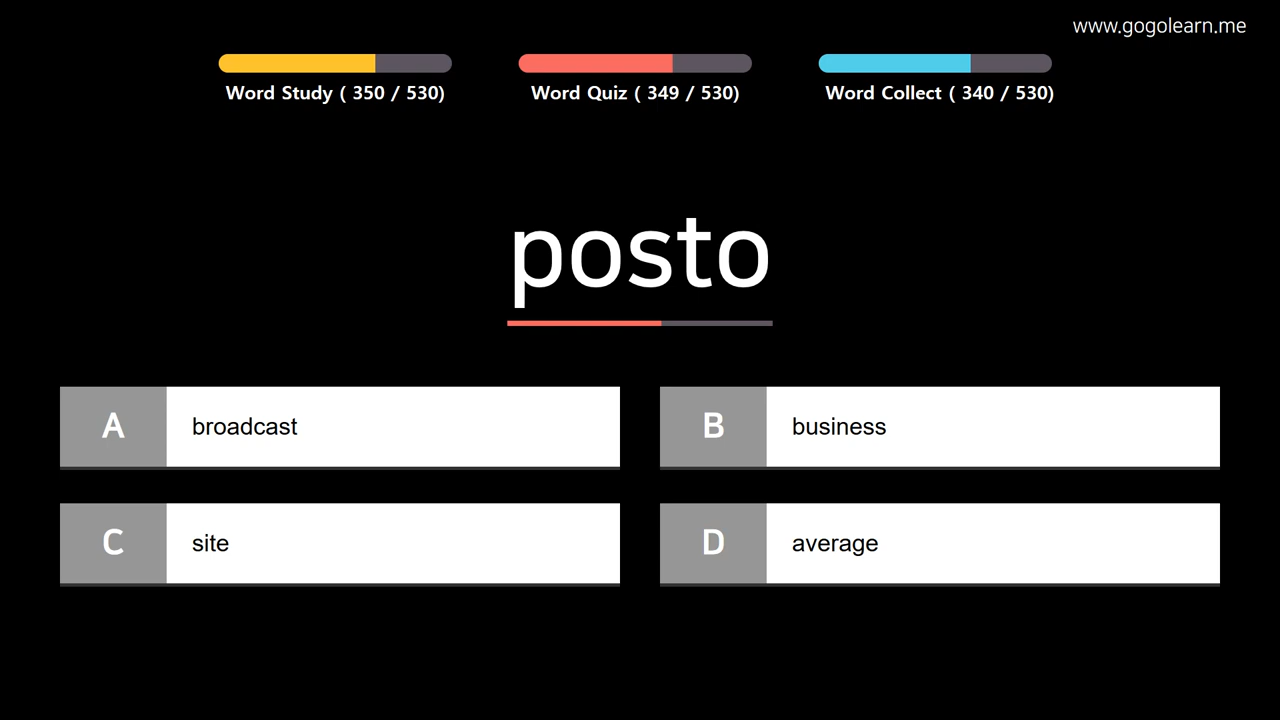 www.gogolearn.me
Word Study ( 350 / 530)
Word Quiz ( 349 / 530)
Word Collect ( 340 / 530)
posto
A broadcast
B business
C site
D average